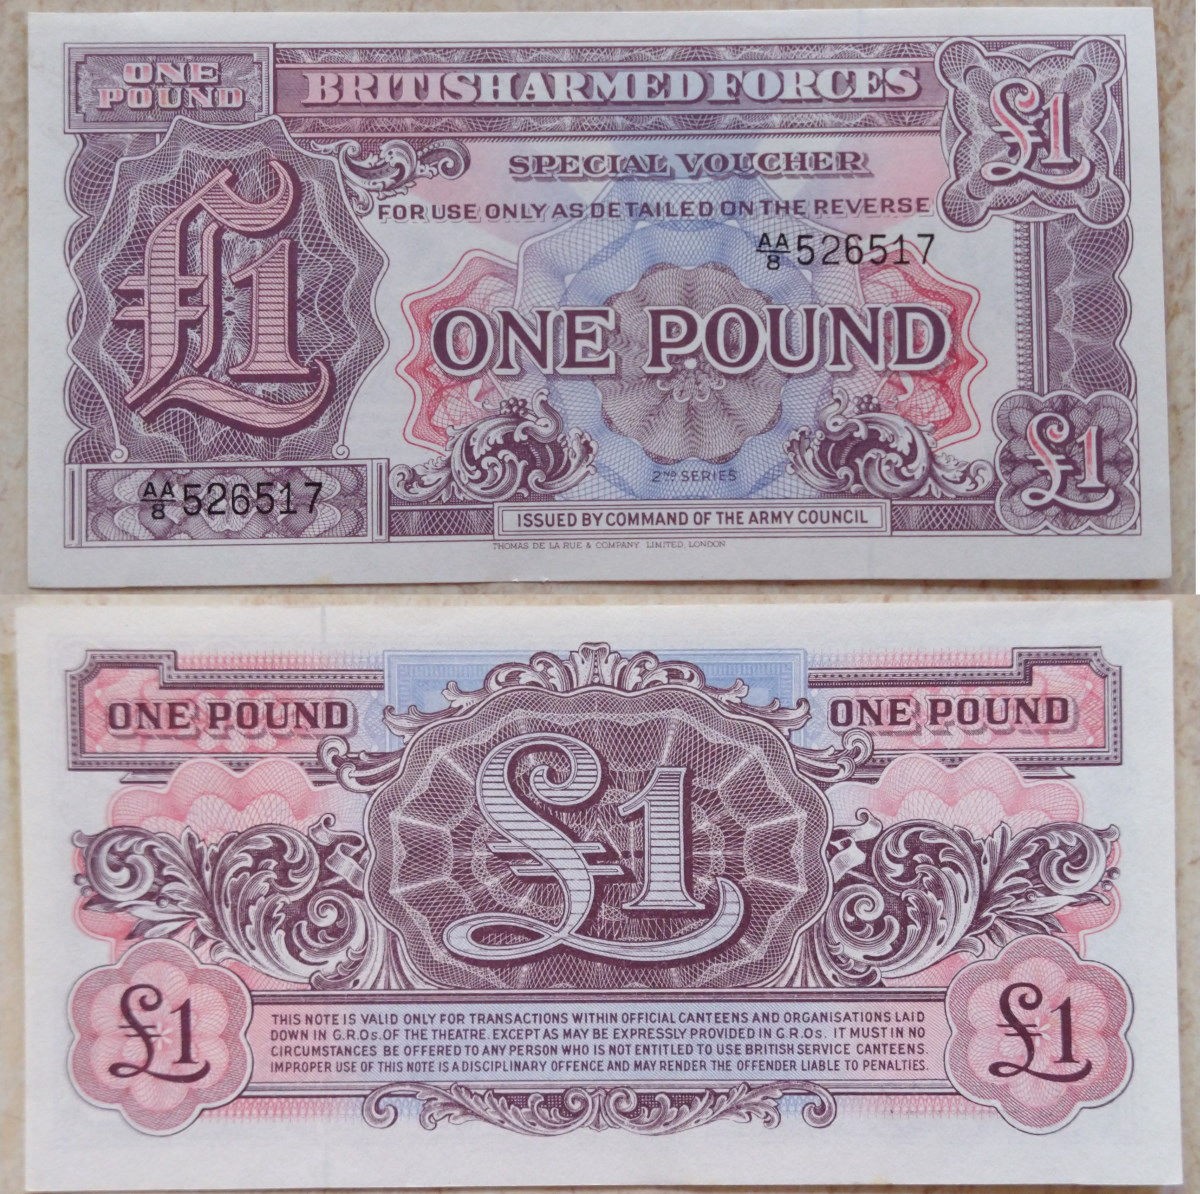 ONE
POUND
BRITISH ARMED FORCES
£1
SPECIAL VOUCHER
FOR USE ONLY AS DETAILED ON THE REVERSE
AA/8 526517
£1
ONE POUND
2ND SERIES
£1
AA/8 526517
ISSUED BY COMMAND OF THE ARMY COUNCIL
THOMAS DE LA RUE & COMPANY, LIMITED, LONDON
ONE POUND
ONE POUND
£1
£1
THIS NOTE IS VALID ONLY FOR TRANSACTIONS WITHIN OFFICIAL CANTEENS AND ORGANISATIONS LAID
DOWN IN G.R.Os. OF THE THEATRE. EXCEPT AS MAY BE EXPRESSLY PROVIDED IN G.R.Os. IT MUST IN NO
CIRCUMSTANCES BE OFFERED TO ANY PERSON WHO IS NOT ENTITLED TO USE BRITISH SERVICE CANTEENS.
IMPROPER USE OF THIS NOTE IS A DISCIPLINARY OFFENCE AND MAY RENDER THE OFFENDER LIABLE TO PENALTIES.
£1